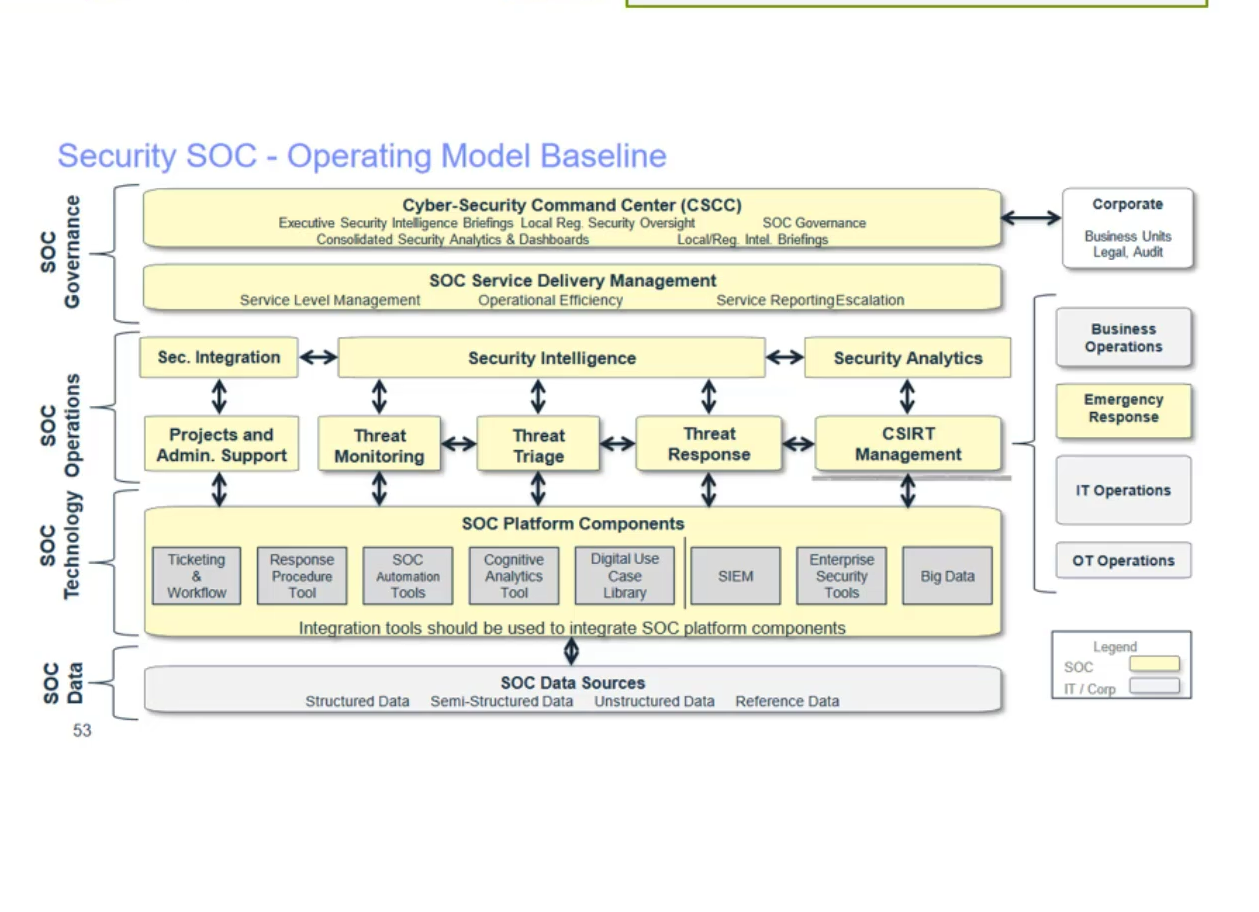 Security SOC - Operating Model Baseline
SOC
Governance
Cyber-Security Command Center (CSCC)
Executive Security Intelligence Briefings Local Reg. Security Oversight SOC Governance
Consolidated Security Analytics & Dashboards Local/Reg. Intel. Briefings
Corporate
Business Units
Legal, Audit
SOC Service Delivery Management
Service Level Management Operational Efficiency Service ReportingEscalation
SOC
Operations
Sec. Integration
Security Intelligence
Security Analytics
Projects and
Admin. Support
Threat
Monitoring
Threat
Triage
Threat
Response
CSIRT
Management
Business
Operations
Emergency
Response
IT Operations
OT Operations
SOC
Technology
SOC Platform Components
Ticketing
&
Workflow
Response
Procedure
Tool
SOC
Automation
Tools
Cognitive
Analytics
Tool
Digital Use
Case
Library
SIEM
Enterprise
Security
Tools
Big Data
Integration tools should be used to integrate SOC platform components
SOC
Data
SOC Data Sources
Structured Data Semi-Structured Data Unstructured Data Reference Data
Legend
SOC
IT / Corp
53